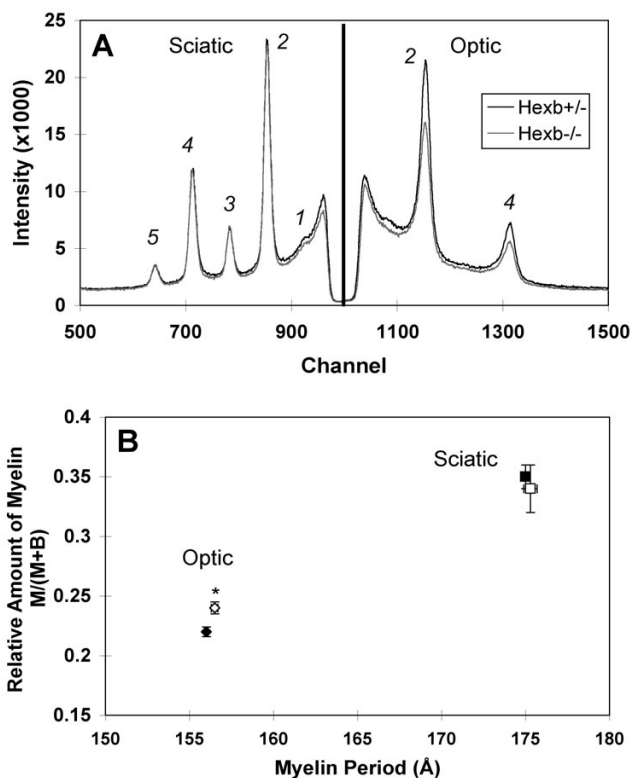 A
Sciatic
Optic
Intensity (x1000)
25
20
15
10
5
0
5
4
3
2
1
2
4
Hexb+/-
Hexb-/-
500
700
900
1100
1300
1500
Channel
B
Relative Amount of Myelin
M/(M+B)
0.4
0.35
0.3
0.25
0.2
0.15
Sciatic
Optic
*
150
155
160
165
170
175
180
Myelin Period (Å)